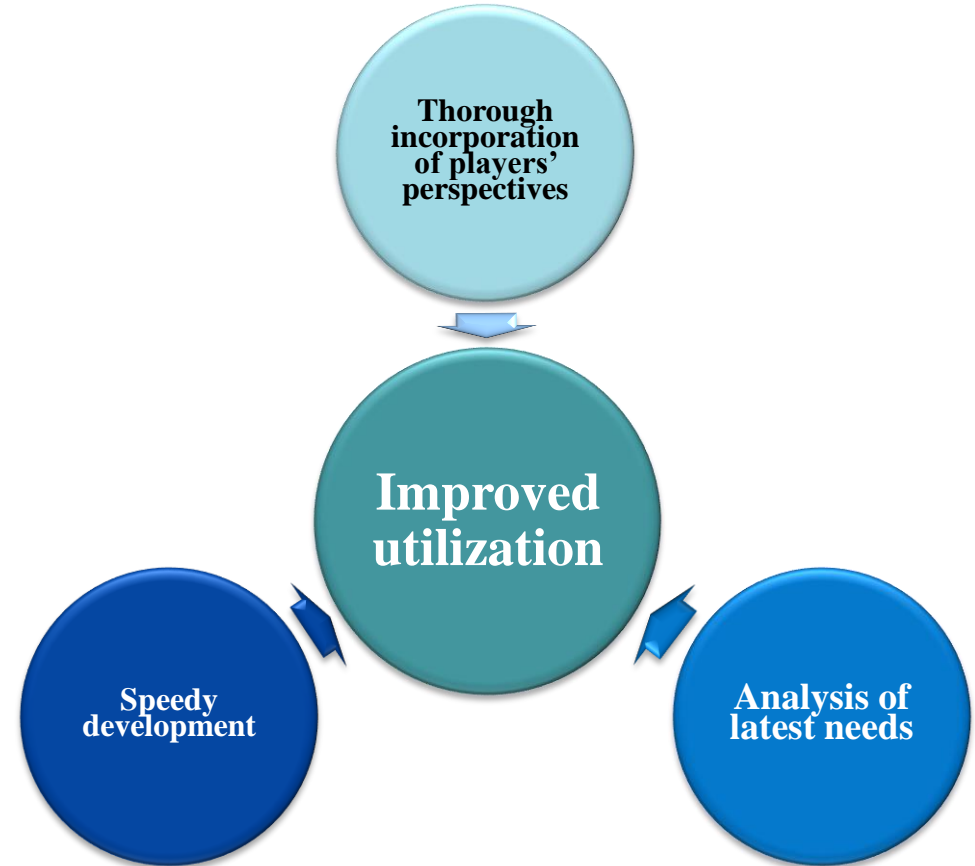 Thorough
incorporation
of players’
perspectives
Improved
utilization
Speedy
development
Analysis of
latest needs